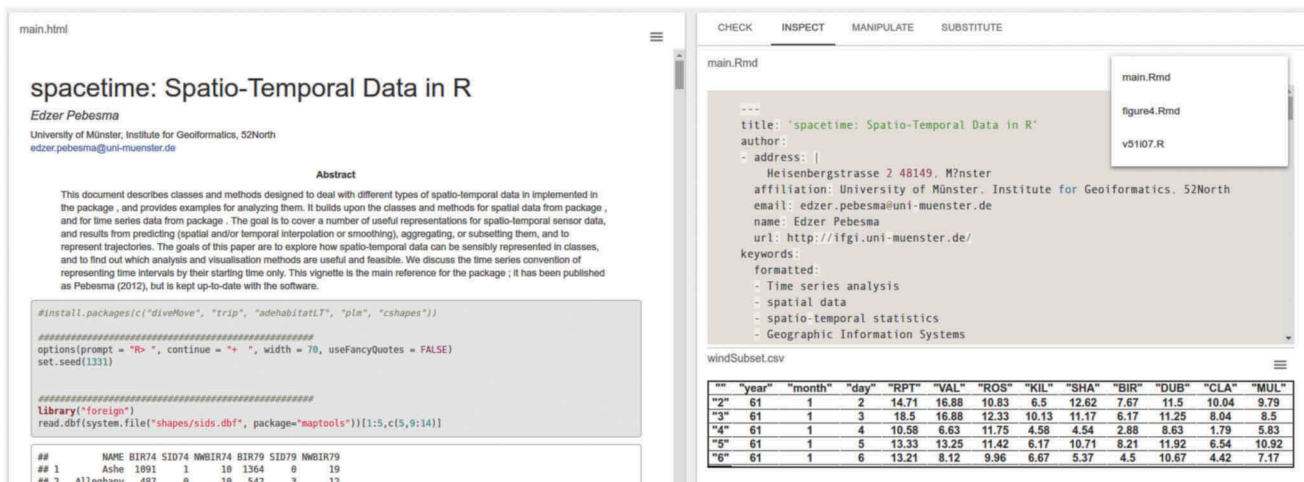 main.html
spacetime: Spatio-Temporal Data in R
Edzer Pebesma
University of Münster, Institute for Geoiformatics, 52North
edzer.pebesma@uni-muenster.de
Abstract
This document describes classes and methods designed to deal with different types of spatio-temporal data in implemented in
the package , and provides examples for analyzing them. It builds upon the classes and methods for spatial data from package ,
and for time series data from package . The goal is to cover a number of useful representations for spatio-temporal sensor data,
and results from predicting (spatial and/or temporal interpolation or smoothing), aggregating, or subsetting them, and to
represent trajectories. The goals of this paper are to explore how spatio-temporal data can be sensibly represented in classes,
and to find out which analysis and visualisation methods are useful and feasible. We discuss the time series convention of
representing time intervals by their starting time only. This vignette is the main reference for the package ; it has been published
as Pebesma (2012), but is kept up-to-date with the software.
#install.packages(c("diveMove", "trip", "adehabitatLT", "plm", "cshapes"))
#######################################################
options(prompt = "R> ", continue = "+  ", width = 70, useFancyQuotes = FALSE)
set.seed(1331)
#######################################################
library("foreign")
read.dbf(system.file("shapes/sids.dbf", package="maptools"))[1:5,c(5,9:14)]
## NAME BIR74 SID74 NWBIR74 BIR79 SID79 NWBIR79
## 1 Ashe 1091 1 10 1364 0 19
## 2 Alleghany 487 0 10 542 3 12
CHECK INSPECT MANIPULATE SUBSTITUTE
main.Rmd
main.Rmd
figure4.Rmd
v51i07.R
---
title: 'spacetime: Spatio-Temporal Data in R'
author:
- address: |
Heisenbergstrasse 2 48149, M?nster
affiliation: University of Münster, Institute for Geoiformatics, 52North
email: edzer.pebesma@uni-muenster.de
name: Edzer Pebesma
url: http://ifgi.uni-muenster.de/
keywords:
formatted:
- Time series analysis
- spatial data
- spatio-temporal statistics
- Geographic Information Systems
windSubset.csv
"" "year" "month" "day" "RPT" "VAL" "ROS" "KIL" "SHA" "BIR" "DUB" "CLA" "MUL"
"2" 61 1 2 14.71 16.88 10.83 6.5 12.62 7.67 11.5 10.04 9.79
"3" 61 1 3 18.5 16.88 12.33 10.13 11.17 6.17 11.25 8.04 8.5
"4" 61 1 4 10.58 6.63 11.75 4.58 4.54 2.88 8.63 1.79 5.83
"5" 61 1 5 13.33 13.25 11.42 6.17 10.71 8.21 11.92 6.54 10.92
"6" 61 1 6 13.21 8.12 9.96 6.67 5.37 4.5 10.67 4.42 7.17